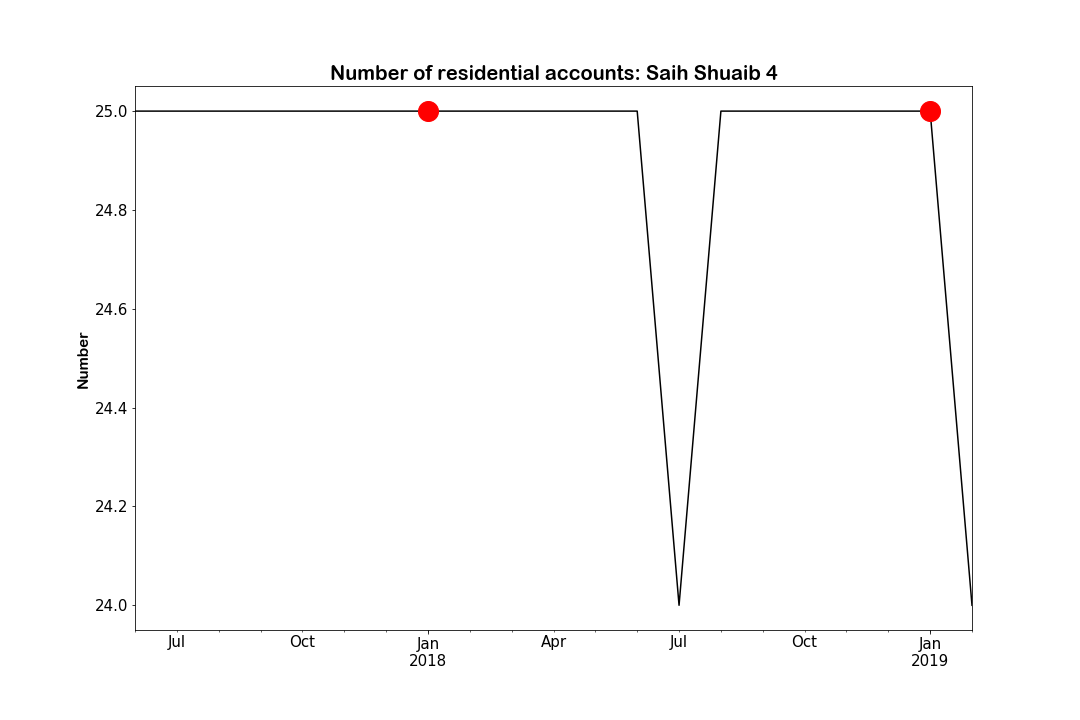 Number of residential accounts: Saih Shuaib 4
25.0
24.8
24.6
24.4
24.2
24.0
Number
Jul Oct Jan Apr Jul Oct Jan
2018 2019